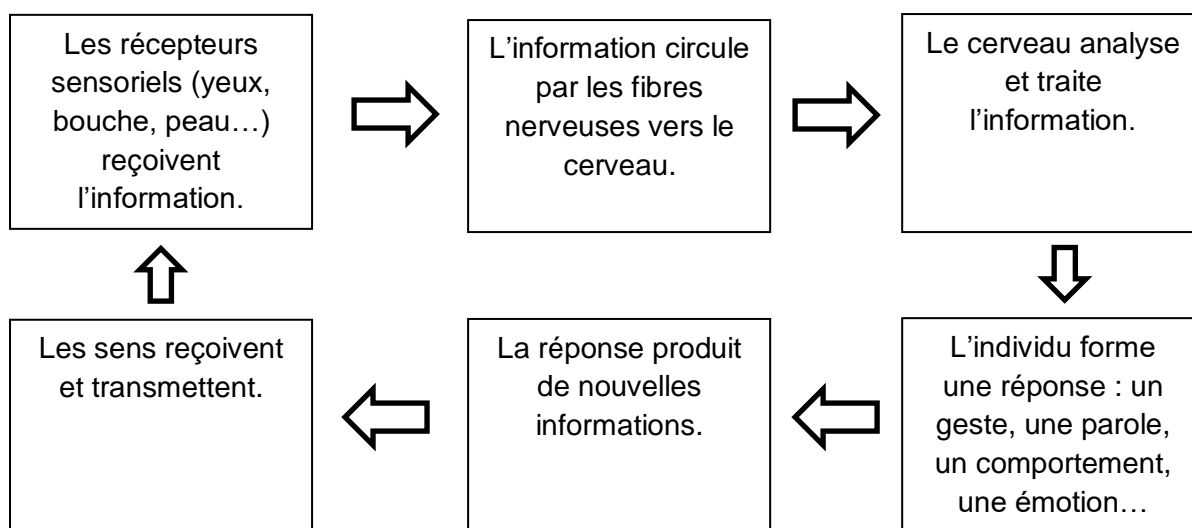 Les récepteurs
sensoriels (yeux,
bouche, peau…)
reçoivent
l’information.
L’information circule
par les fibres
nerveuses vers le
cerveau.
Le cerveau analyse
et traite
l’information.
L’individu forme
une réponse : un
geste, une parole,
un comportement,
une émotion…
La réponse produit
de nouvelles
informations.
Les sens reçoivent
et transmettent.